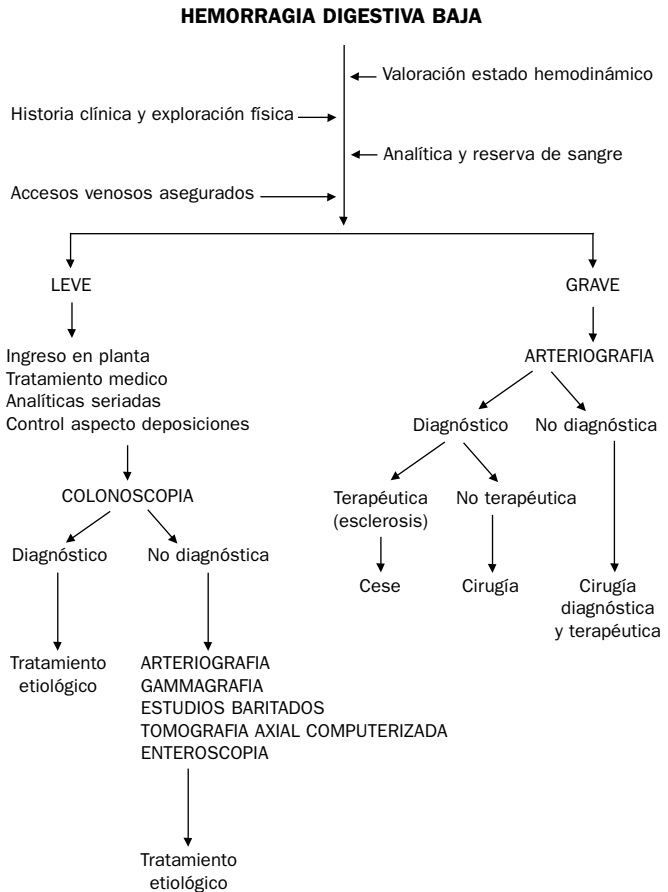 HEMORRAGIA DIGESTIVA BAJA
Valoración estado hemodinámico
Historia clínica y exploración física
Analítica y reserva de sangre
Accesos venosos asegurados
LEVE
GRAVE
Ingreso en planta
Tratamiento medico
Analíticas seriadas
Control aspecto deposiciones
ARTERIOGRAFIA
Diagnóstico
No diagnóstica
COLONOSCOPIA
Terapéutica
(esclerosis)
No terapéutica
Diagnóstico
No diagnóstica
Cese
Cirugía
Cirugía
diagnóstica
y terapéutica
Tratamiento
etiológico
ARTERIOGRAFIA
GAMMAGRAFIA
ESTUDIOS BARITADOS
TOMOGRAFIA AXIAL COMPUTERIZADA
ENTEROSCOPIA
Tratamiento
etiológico